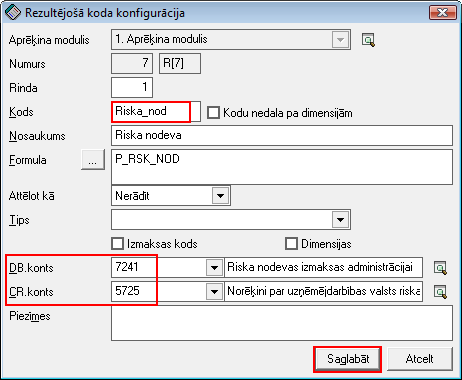 Rezultējošā koda konfigurācija
Aprēķina modulis 1. Aprēķina modulis
Numurs 7 R[7]
Rinda 1
Kods Riska_nod Kodu nedala pa dimensijām
Nosaukums Riska nodeva
Formula ... P_RSK_NOD
Attēlot kā Nerādīt
Tips
Izmaksas kods Dimensijas
DB.konts 7241 Riska nodevas izmaksas administrācijai
CR.konts 5725 Norēķini par uzņēmējdarbības valsts riska
Piezīmes
Saglabāt Atcelt